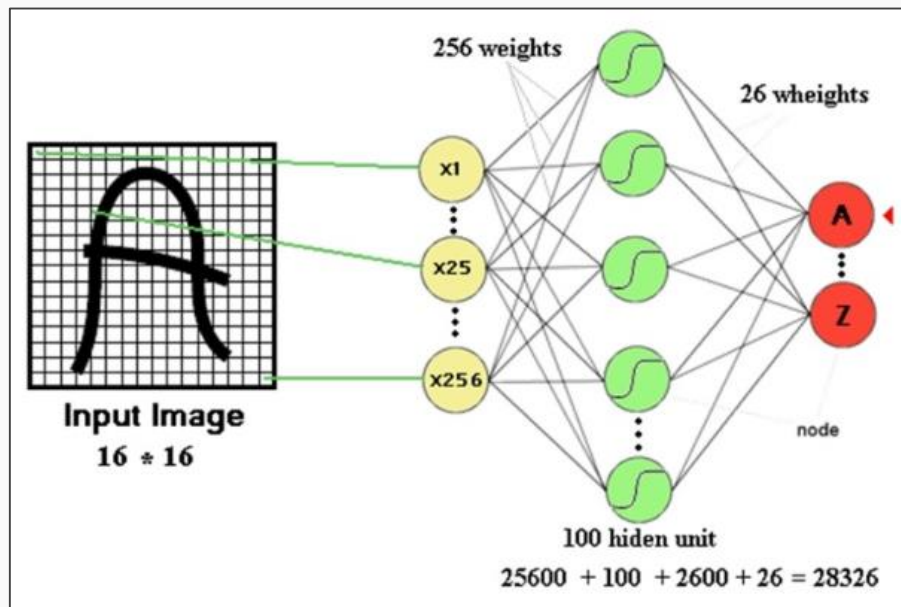 256 weights
26 wheights
x1
x25
x256
A
Z
Input Image
16 * 16
node
100 hiden unit
25600 + 100 + 2600 + 26 = 28326